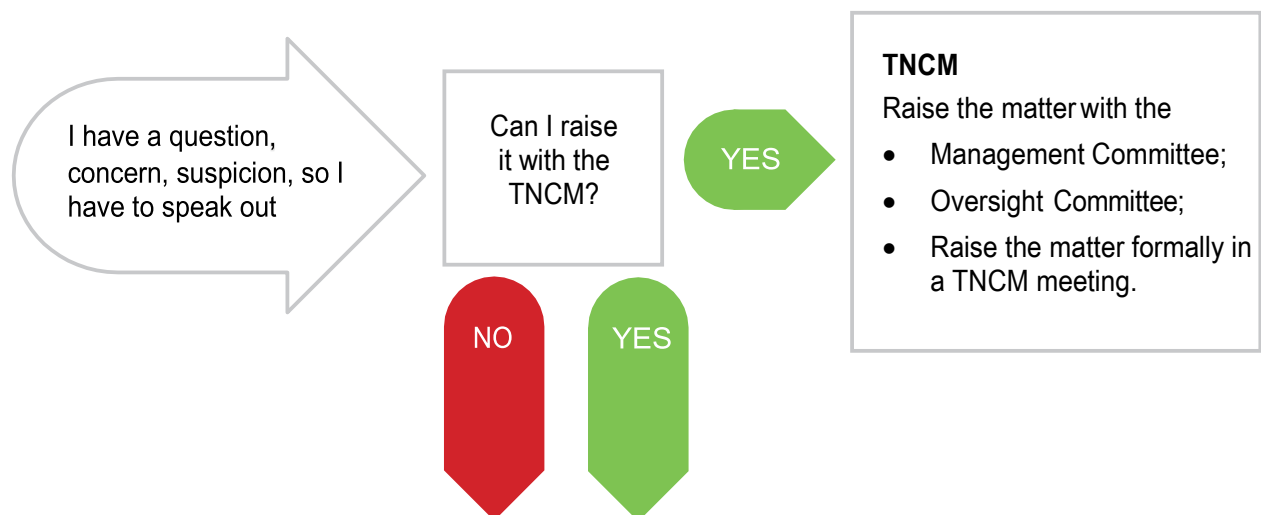 I have a question,
concern, suspicion, so I
have to speak out
Can I raise
it with the
TNCM?
YES
TNCM
Raise the matter with the
• Management Committee;
• Oversight Committee;
• Raise the matter formally in
a TNCM meeting.
NO
YES